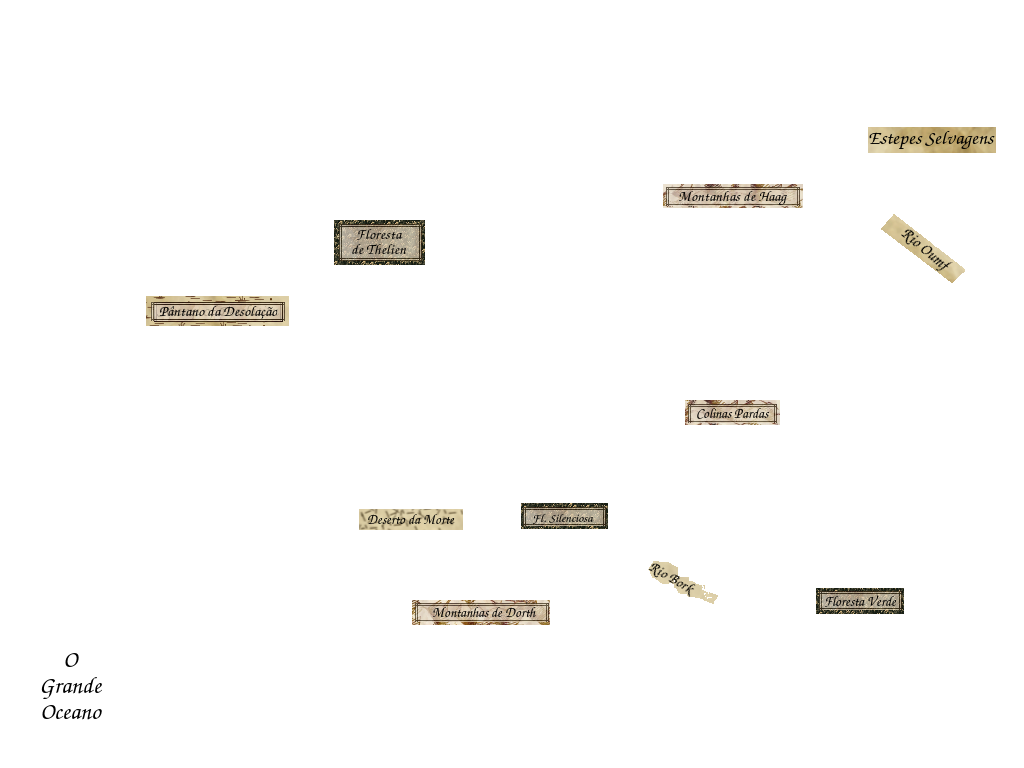 Estepes Selvagens
Montanhas de Haag
Floresta
de Thelien
Rio Oumf
Pântano da Desolação
Colinas Pardas
Deserto da Morte
Fl. Silenciosa
Rio Bork
Floresta Verde
Montanhas de Dorth
O
Grande
Oceano